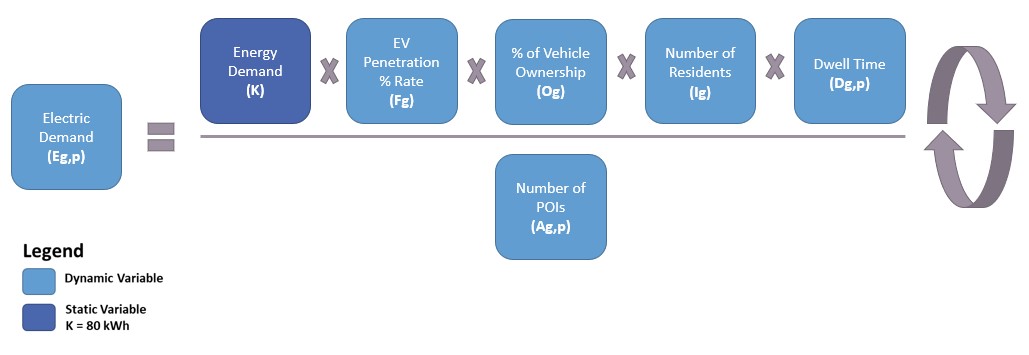 Electric
Demand
(Eg,p)
=
Energy
Demand
(K)
×
EV
Penetration
% Rate
(Fg)
×
% of Vehicle
Ownership
(Og)
×
Number of
Residents
(Ig)
×
Dwell Time
(Dg,p)
Number of
POIs
(Ag,p)
Legend
Dynamic Variable
Static Variable
K = 80 kWh